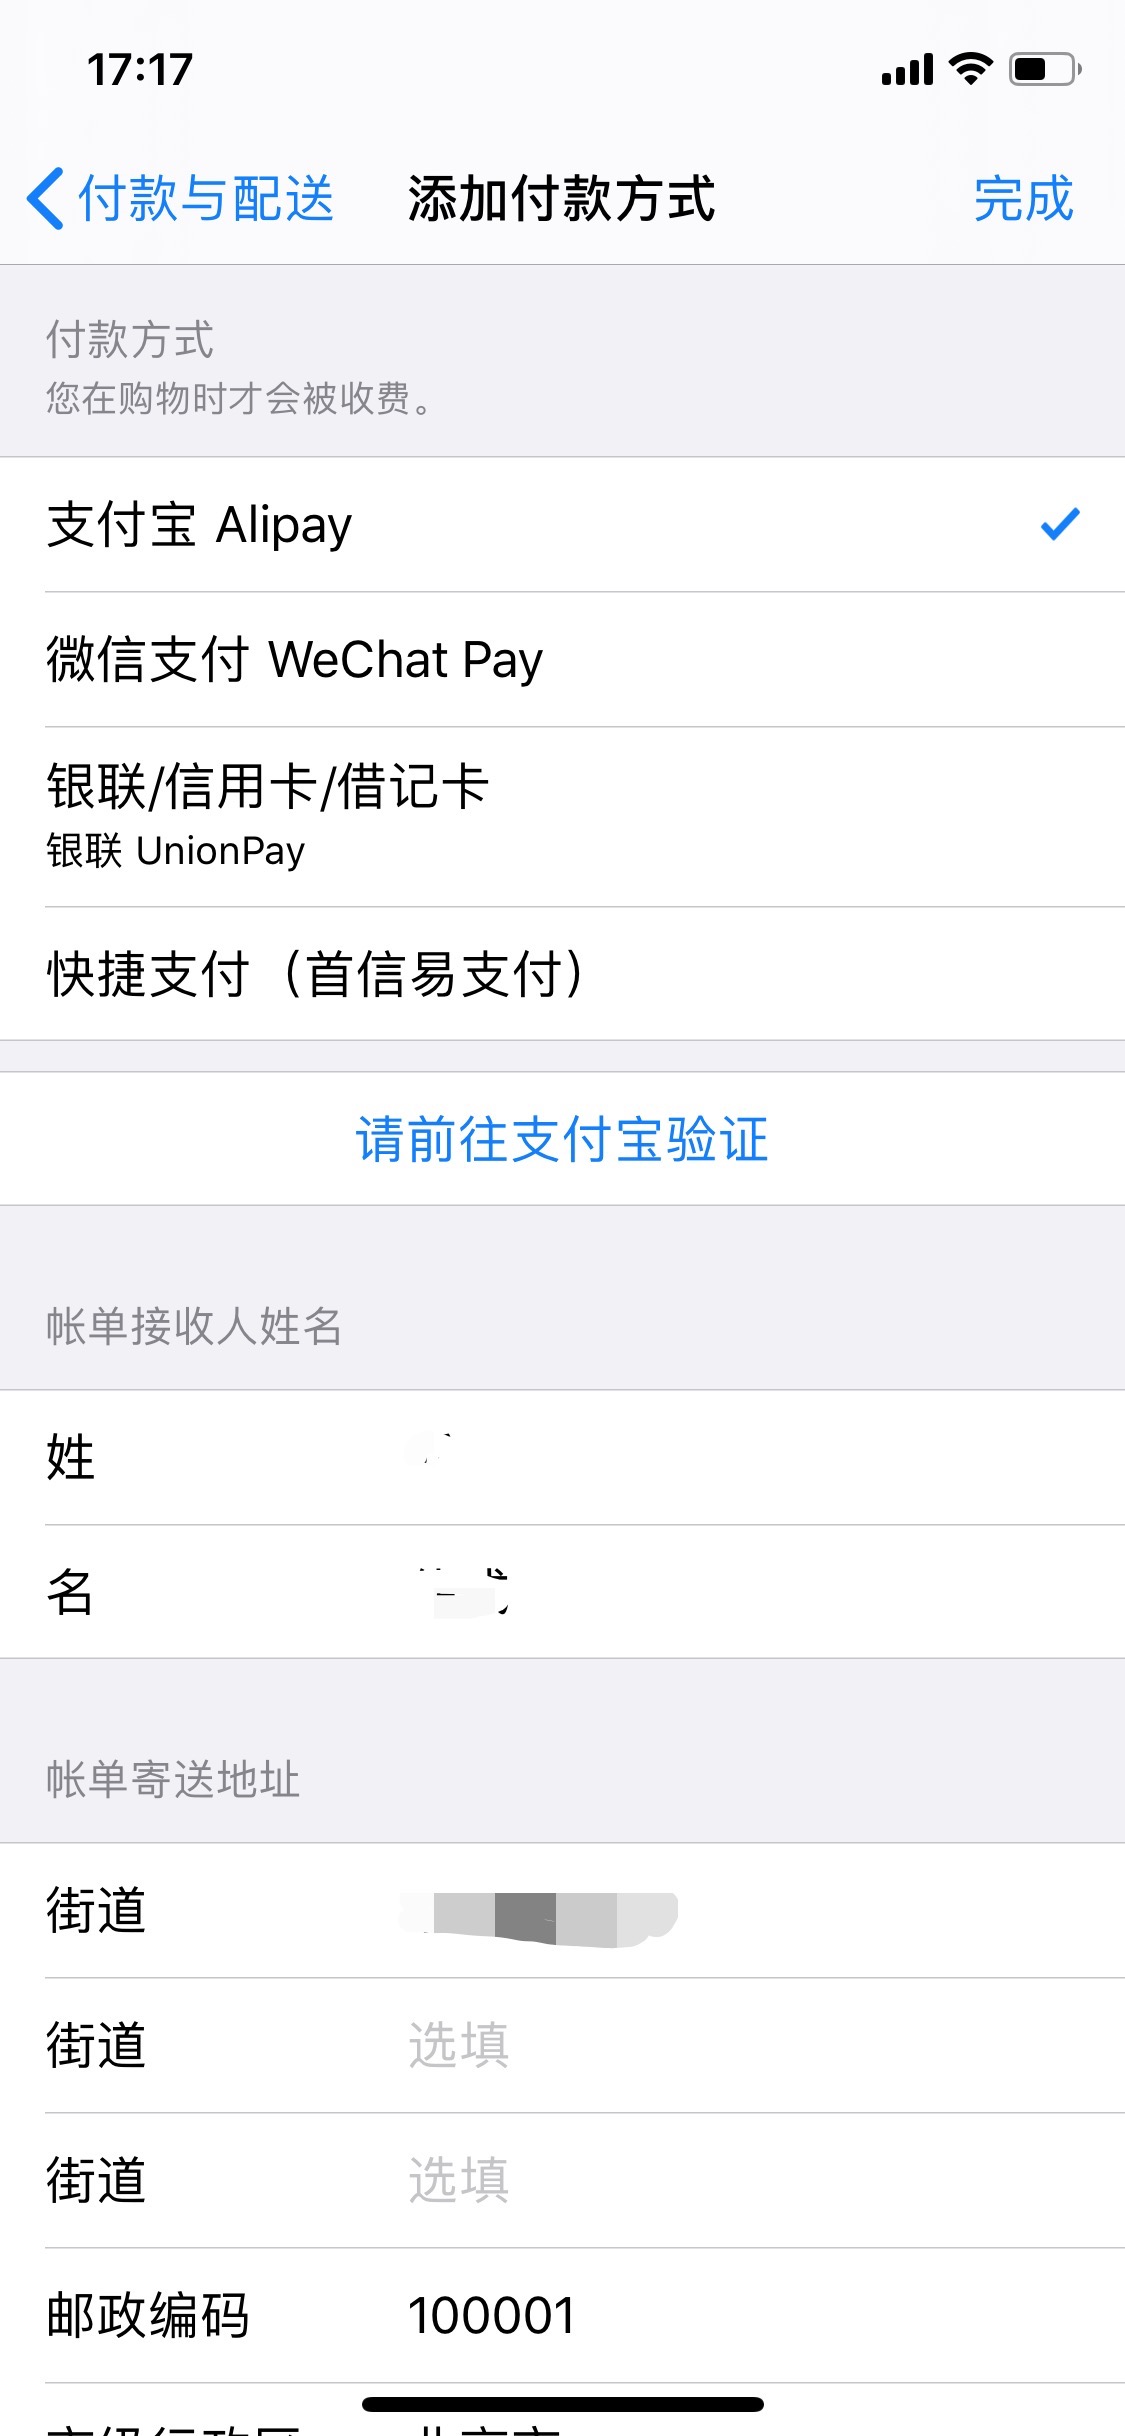 17:17
付款与配送 添加付款方式 完成
付款方式
您在购物时才会被收费。
支付宝 Alipay
微信支付 WeChat Pay
银联/信用卡/借记卡
银联 UnionPay
快捷支付（首信易支付）
请前往支付宝验证
帐单接收人姓名
姓
名
帐单寄送地址
街道
街道 选填
街道 选填
邮政编码 100001